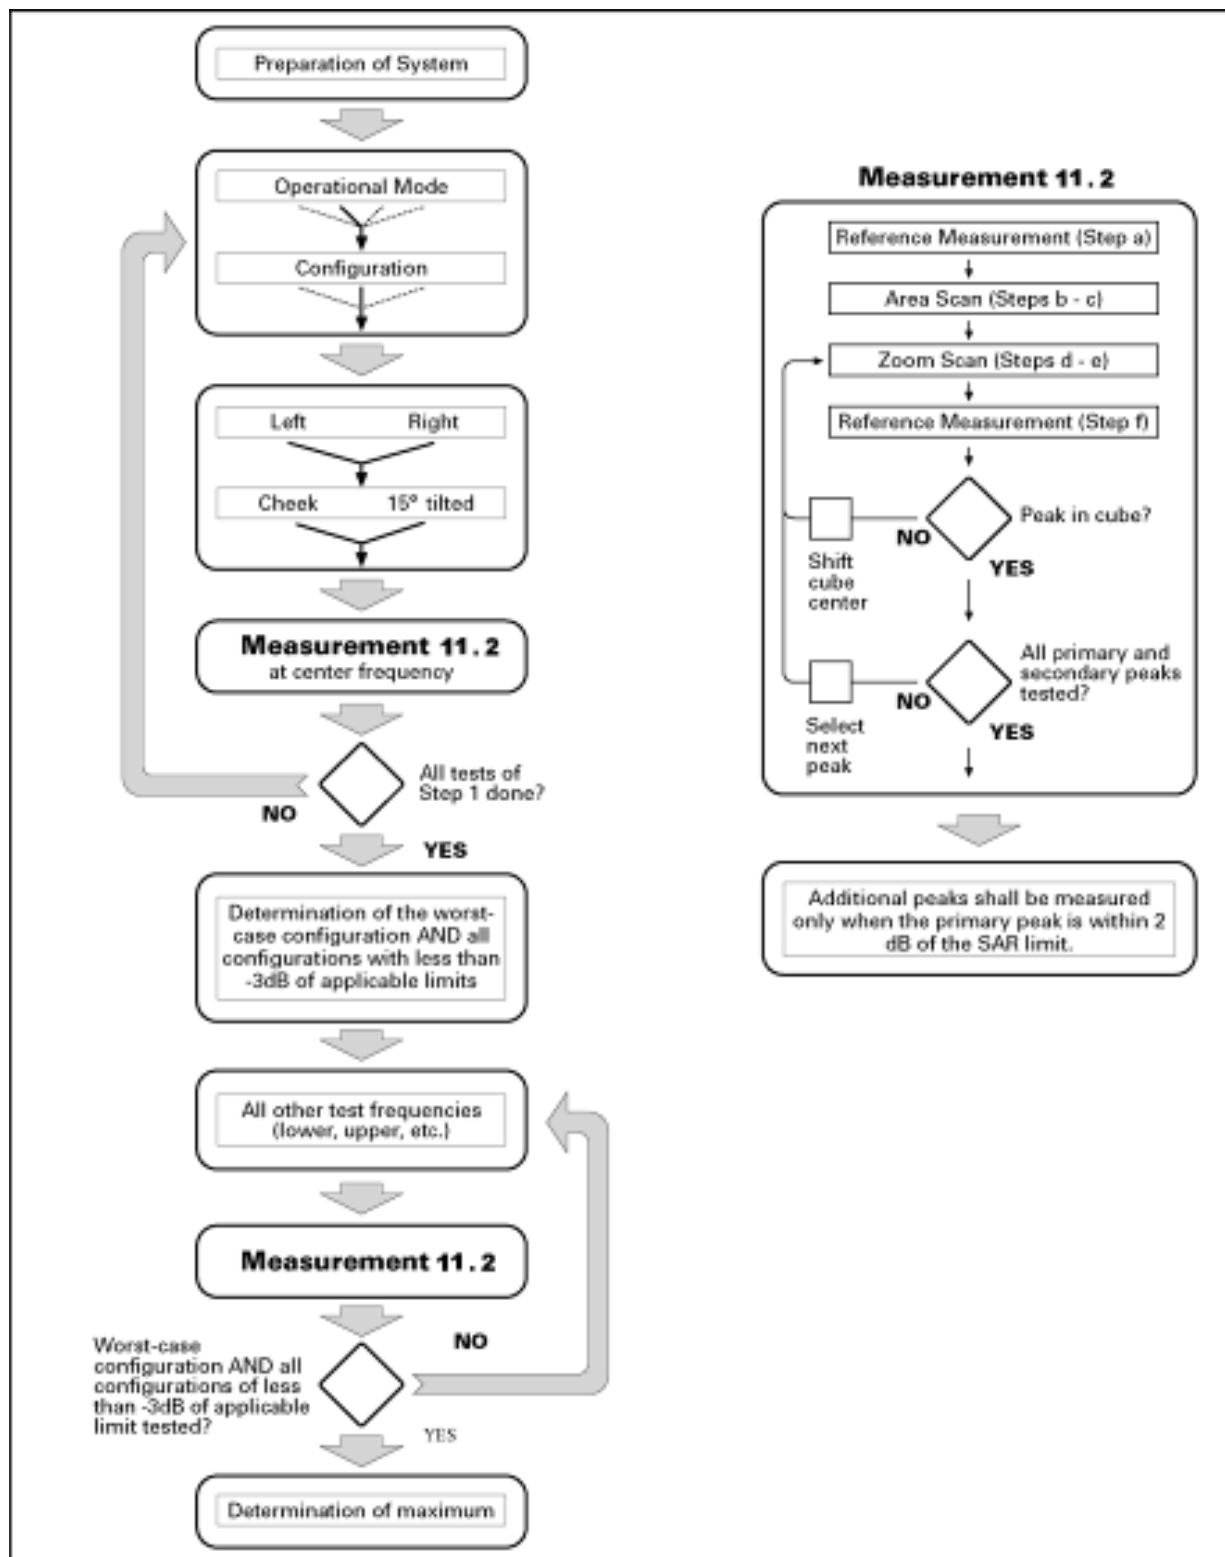 Preparation of System
Operational Mode
Configuration
Left Right
Cheek 15° tilted
Measurement 11.2
at center frequency
All tests of
Step 1 done?
NO
YES
Determination of the worst-
case configuration AND all
configurations with less than
-3dB of applicable limits
All other test frequencies
(lower, upper, etc.)
Measurement 11.2
NO
Worst-case
configuration AND all
configurations of less
than -3dB of applicable
limit tested?
YES
Determination of maximum
Measurement 11.2
Reference Measurement (Step a)
Area Scan (Steps b - c)
Zoom Scan (Steps d - e)
Reference Measurement (Step f)
Peak in cube?
NO
YES
Shift
cube
center
All primary and
secondary peaks
tested?
NO
YES
Select
next
peak
Additional peaks shall be measured
only when the primary peak is within 2
dB of the SAR limit.